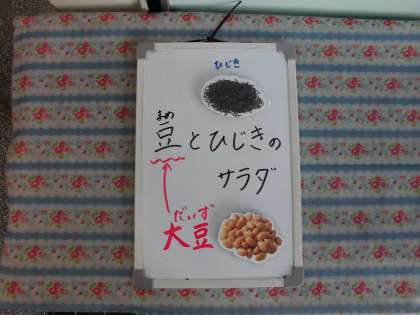 ひじき
まめ
豆とひじきの
サラダ
だいず
大豆